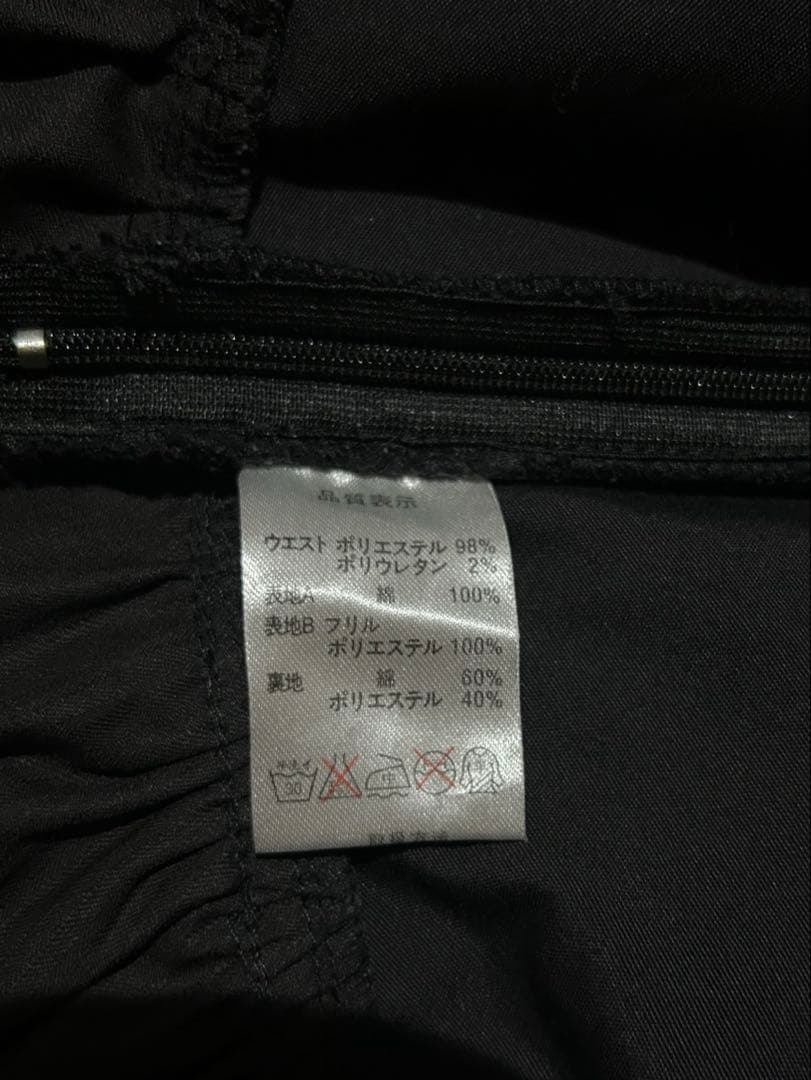 品質表示
ウエスト ポリエステル 98%
ポリウレタン 2%
表地A 綿 100%
表地B フリル
ポリエステル 100%
裏地 綿 60%
ポリエステル 40%
30 中